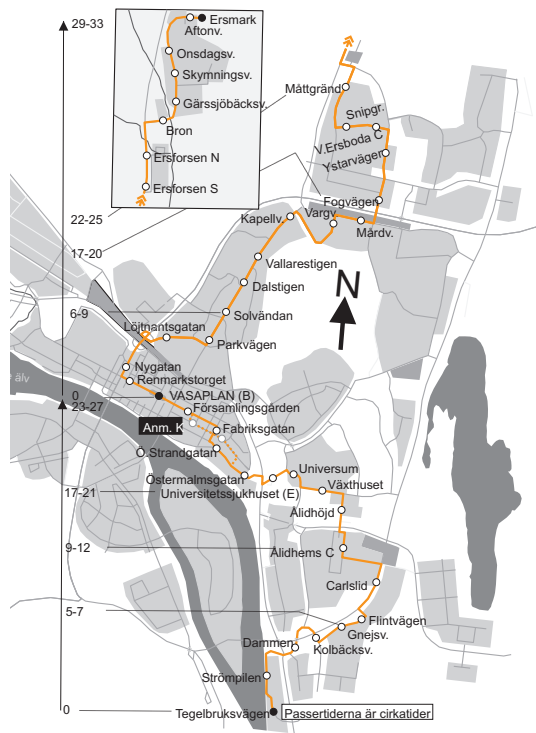 29-33
Ersmark
Aftonv.
Onsdagsv.
Skymningsv.
Gärssjöbäcksv.
Bron
Ersforsen N
Ersforsen S
Måttgränd
Snipgr.
V.Ersboda C
Ystarvägen
Fogvägen
Vargv.
Mårdv.
Kapellv.
22-25
17-20
Vallarestigen
Dalstigen
N
6-9
Solvändan
Löjtnantsgatan
Parkvägen
Nygatan
Renmarkstorget
älv
0
VASAPLAN (B)
23-27
Församlingsgården
Anm. K
Fabriksgatan
Ö.Strandgatan
Östermalmsgatan
Universum
Universitetssjukhuset (E)
Växthuset
17-21
Ålidhöjd
9-12
Ålidhems C
Carlslid
5-7
Flintvägen
Gnejsv.
Kolbäcksv.
Dammen
Strömpilen
0
Tegelbruksvägen
Passertiderna är cirkatider